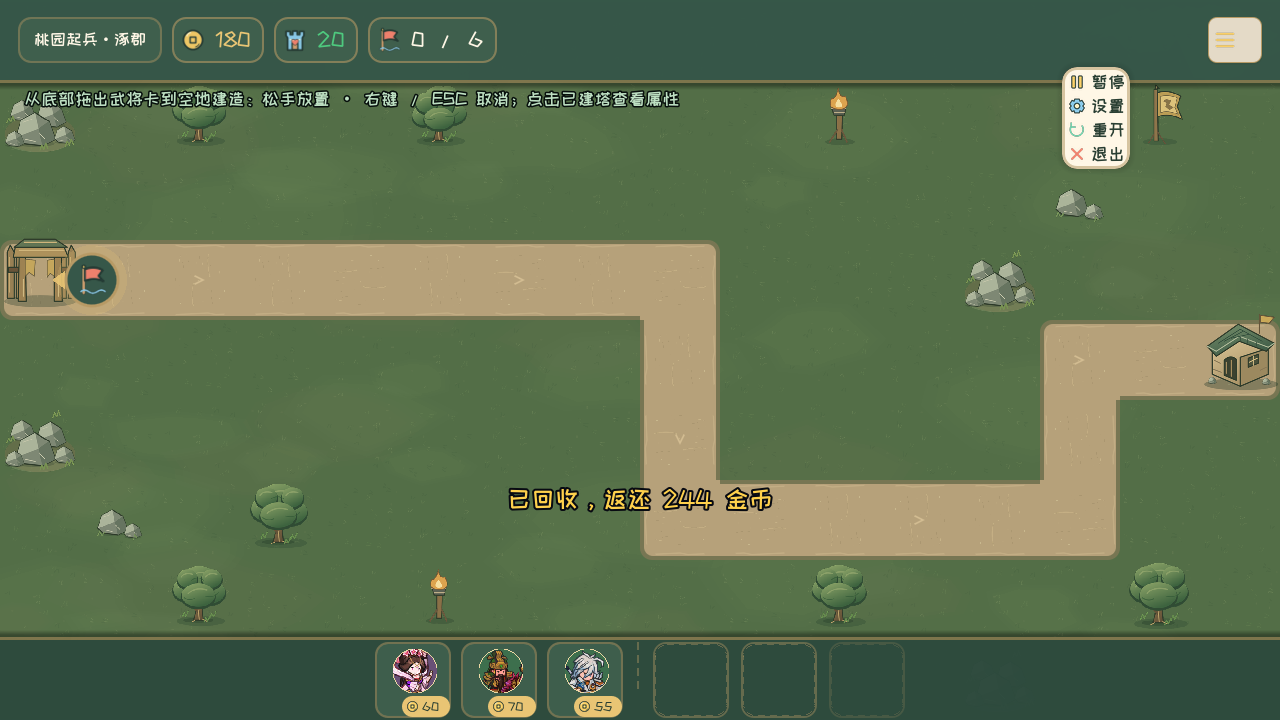 桃园起兵·涿郡
180
20
0 / 6
暂停
设置
重开
退出
从底部拖出武将卡到空地建造；松手放置 · 右键 / ESC 取消；点击已建塔查看属性
已回收，返还 244 金币
60
70
55